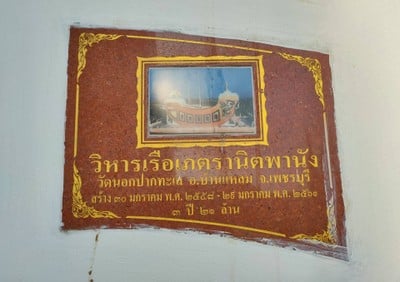 วิหารเรือเภตรานิตพานัง
วัดนอกปากทะเล อ.บ้านแหลม จ.เพชรบุรี
สร้าง ๓๐ มกราคม พ.ศ. ๒๕๕๘ - ๒๙ มกราคม พ.ศ. ๒๕๖๑
๓ ปี ๒๑ ล้าน